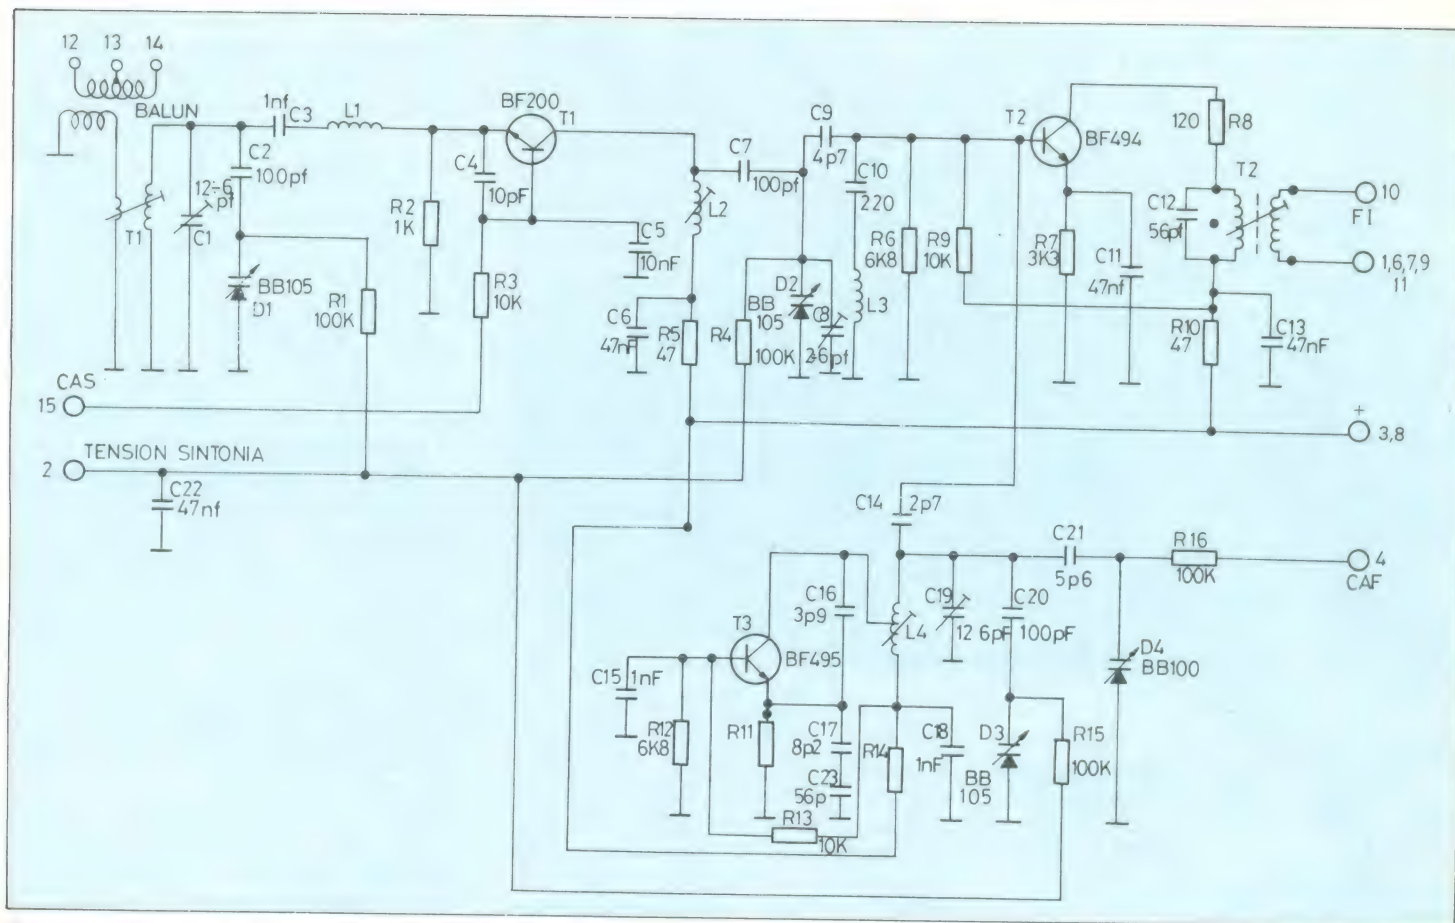 12 13 14
BALUN
1nf
C3
L1
BF200
T1
C2
100pf
12÷6
pf
T1
C1
BB105
D1
R1
100K
R2
1K
C4
10pF
R3
10K
C5
10nF
L2
C6
47nF
R5
47
C7
100pf
R4
100K
C9
4p7
D2
BB
105
C8
2-6pf
C10
220
L3
R6
6K8
R9
10K
T2
BF494
R7
3K3
C11
47nf
120
R8
T2
C12
56pf
R10
47
C13
47nF
10
FI
1,6,7,9
11
CAS
15
+
3,8
TENSION SINTONIA
2
C22
47nf
C14
2p7
C21
5p6
R16
100K
4
CAF
C16
3p9
L4
C19
12 6pF
C20
100pF
D4
BB100
T3
BF495
C15
1nF
R12
6K8
R11
C17
8p2
C23
56p
R13
10K
R14
C18
1nF
D3
BB
105
R15
100K